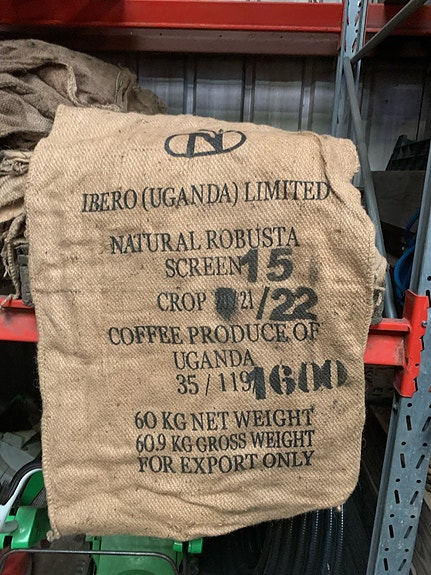 N
IBERO (UGANDA) LIMITED
NATURAL ROBUSTA
SCREEN 15
CROP 21/22
COFFEE PRODUCE OF
UGANDA
35 / 119 1600
60 KG NET WEIGHT
60.9 KG GROSS WEIGHT
FOR EXPORT ONLY